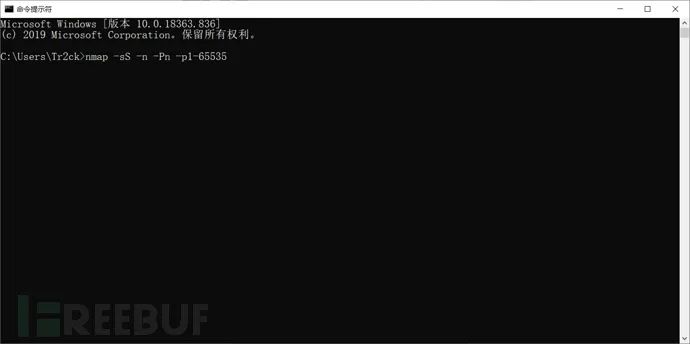 命令提示符
Microsoft Windows [版本 10.0.18363.836]
(c) 2019 Microsoft Corporation。保留所有权利。
C:\Users\Tr2ck>nmap -sS -n -Pn -p1-65535
FREEBUF